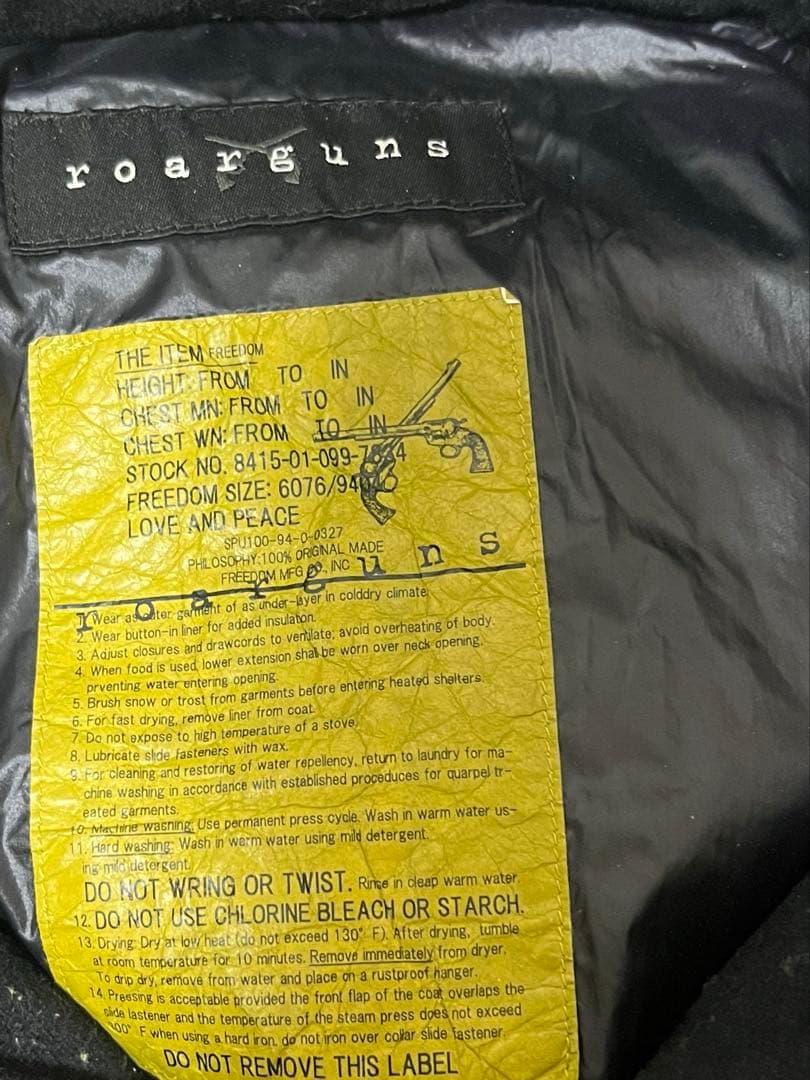 roarguns
THE ITEM FREEDOM
HEIGHT: FROM TO IN
CHEST MN: FROM TO IN
CHEST WN: FROM TO IN
STOCK NO. 8415-01-099-7834
FREEDOM SIZE: 6076/94
LOVE AND PEACE
SPU100-94-0-0327
PHILOSOPHY:100% ORIGINAL MADE
FREEDOM MFG CO., INC
roarguns
1. Wear as outer garment of as under-layer in colddry climate.
2. Wear button-in liner for added insulaton.
3. Adjust closures and drawcords to ventilate; avoid overheating of body.
4. When food is used, lower extension shal be worn over neck opening.
prventing water entering opening.
5. Brush snow or trost from garments before entering heated shelters.
6. For fast drying, remove liner from coat.
7. Do not expose to high temperature of a stove.
8. Lubricate slide fasteners with wax.
9. For cleaning and restoring of water repellency, return to laundry for ma-
chine washing in accordance with established procedures for quarpel tr-
eated garments.
10. Machine washing: Use permanent press cycle. Wash in warm water us-
11. Hard washing: Wash in warm water using mild detergent.
ing mild detergent.
DO NOT WRING OR TWIST. Rinse in cleap warm water.
12. DO NOT USE CHLORINE BLEACH OR STARCH.
13. Drying: Dry at low heat (do not exceed 130° F). After drying, tumble
at room temperature for 10 minutes. Remove immediately from dryer.
To drip dry, remove from water and place on a rustproof hanger.
14. Pressing is acceptable provided the front flap of the coat overlaps the
slide lastener and the temperature of the steam press does not exceed
00° F when using a hard iron, do not iron over collar slide fastener.
DO NOT REMOVE THIS LABEL